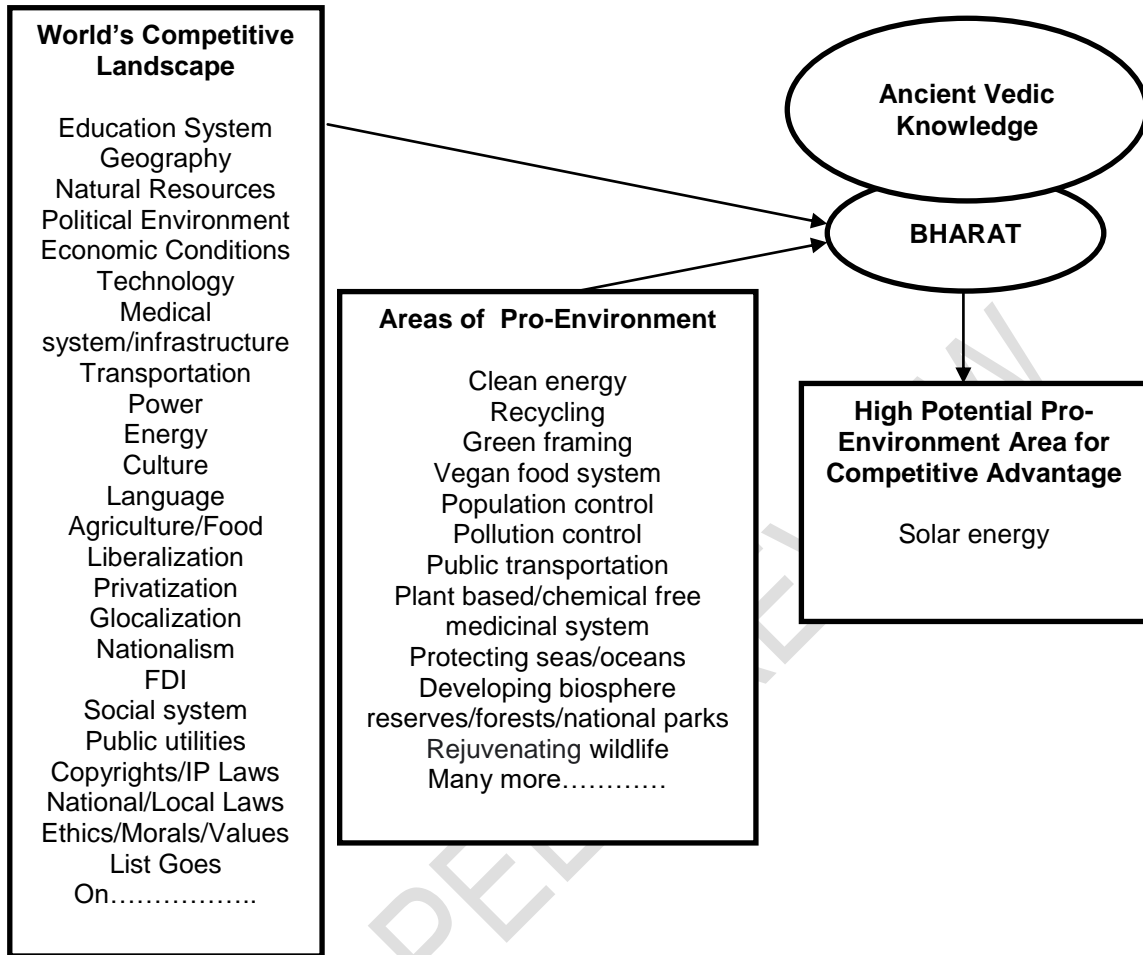 World's Competitive
Landscape
Education System
Geography
Natural Resources
Political Environment
Economic Conditions
Technology
Medical
system/infrastructure
Transportation
Power
Energy
Culture
Language
Agriculture/Food
Liberalization
Privatization
Glocalization
Nationalism
FDI
Social system
Public utilities
Copyrights/IP Laws
National/Local Laws
Ethics/Morals/Values
List Goes
On……………..
Areas of Pro-Environment
Clean energy
Recycling
Green framing
Vegan food system
Population control
Pollution control
Public transportation
Plant based/chemical free
medicinal system
Protecting seas/oceans
Developing biosphere
reserves/forests/national parks
Rejuvenating wildlife
Many more…………
Ancient Vedic
Knowledge
BHARAT
High Potential Pro-
Environment Area for
Competitive Advantage
Solar energy